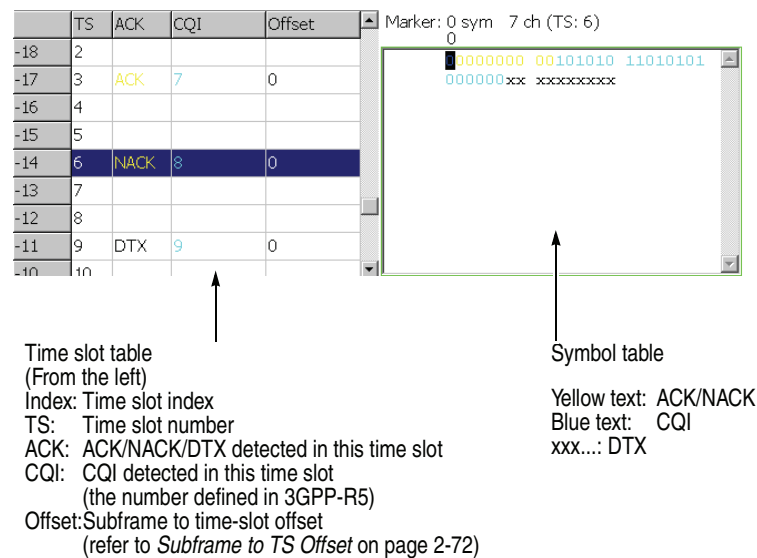 TS ACK CQI Offset
-18 2
-17 3 ACK 7 0
-16 4
-15 5
-14 6 NACK 8 0
-13 7
-12 8
-11 9 DTX 9 0
-10 10
Marker: 0 sym 7 ch (TS: 6)
0
00000000 00101010 11010101
000000xx xxxxxxxx
Time slot table
(From the left)
Index: Time slot index
TS: Time slot number
ACK: ACK/NACK/DTX detected in this time slot
CQI: CQI detected in this time slot
(the number defined in 3GPP-R5)
Offset:Subframe to time-slot offset
(refer to Subframe to TS Offset on page 2-72)
Symbol table
Yellow text: ACK/NACK
Blue text: CQI
xxx...: DTX